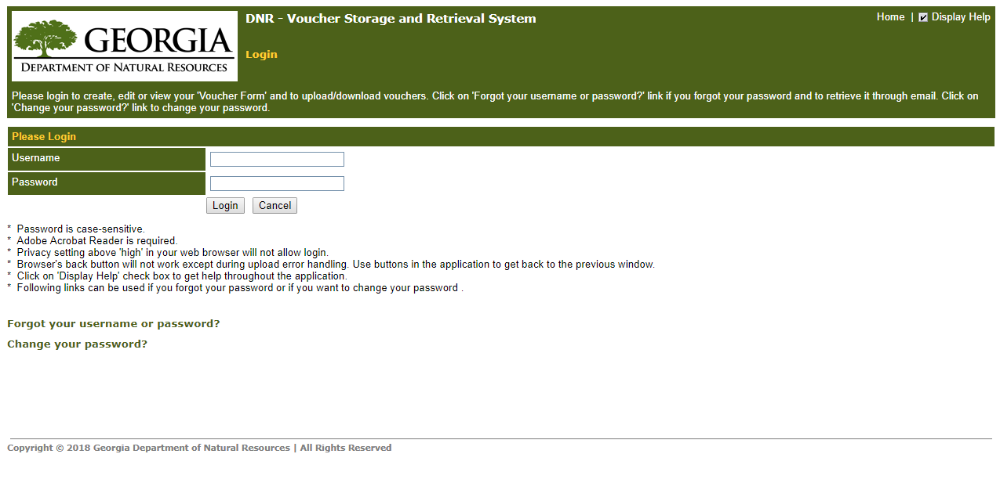 GEORGIA
DEPARTMENT OF NATURAL RESOURCES
DNR - Voucher Storage and Retrieval System
Home | Display Help
Login
Please login to create, edit or view your 'Voucher Form' and to upload/download vouchers. Click on 'Forgot your username or password?' link if you forgot your password and to retrieve it through email. Click on
'Change your password?' link to change your password.
Please Login
Username
Password
Login Cancel
* Password is case-sensitive.
* Adobe Acrobat Reader is required.
* Privacy setting above 'high' in your web browser will not allow login.
* Browser's back button will not work except during upload error handling. Use buttons in the application to get back to the previous window.
* Click on 'Display Help' check box to get help throughout the application.
* Following links can be used if you forgot your password or if you want to change your password .
Forgot your username or password?
Change your password?
Copyright © 2018 Georgia Department of Natural Resources | All Rights Reserved